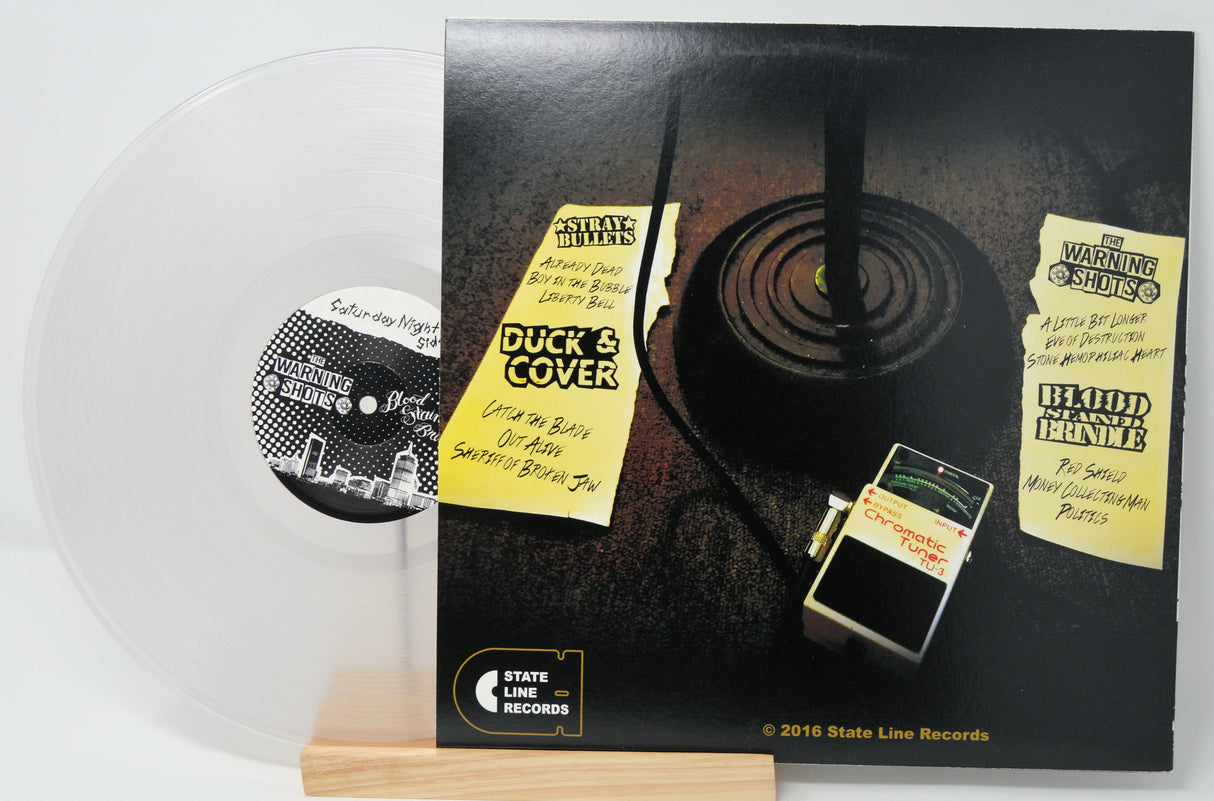 Saturday Night
THE
WARNING
SHOTS
Blood
STRAY
BULLETS
ALREADY DEAD
BOY IN THE BUBBLE
LIBERTY BELL
DUCK &
COVER
CATCH THE BLADE
OUT ALIVE
SHERIFF OF BROKEN JAW
THE
WARNING
SHOTS
A LITTLE BIT LONGER
EVE OF DESTRUCTION
STONE HEMOPHILIAC HEART
BLOOD
STAINED
BRINDLE
RED SHIELD
MONEY COLLECTING MAN
POLITICS
OUTPUT
BYPASS
INPUT
Chromatic
Tuner
TU-3
STATE
LINE
RECORDS
© 2016 State Line Records